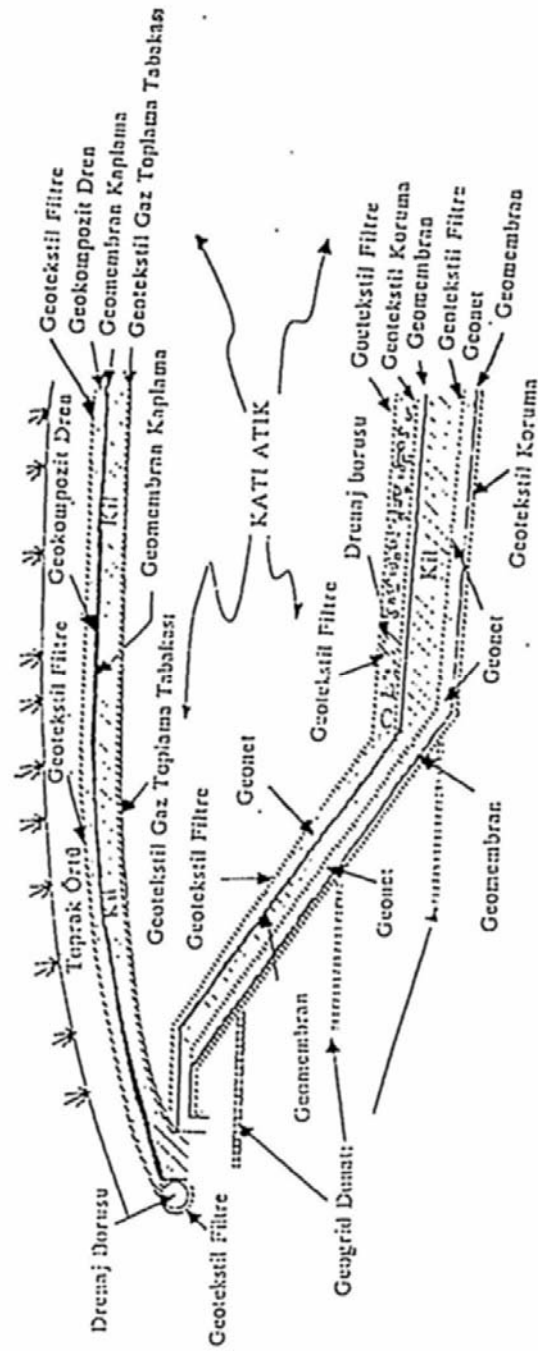 Drenaj Borusu
Geotekstil Filtre
Toprak Örtü
Geotekstil Filtre
Geokompozit Dren
Geotekstil Filtre
Geokompozit Dren
Geomembran Kaplama
Geotekstil Gaz Toplama Tabakası
Kil
Kil
Geomembran Kaplama
Geotekstil Gaz Toplama Tabakası
KATI ATIK
Geotekstil Filtre
Geonet
Geotekstil Filtre
Drenaj borusu
Guetekstil Filtre
Geotekstil Koruma
Geomembran
Geotekstil Filtre
Geonet
Geomembran
Kil
Geogrid Donatı
Geomembran
Geonet
Geomembran
Geonet
Geotekstil Koruma